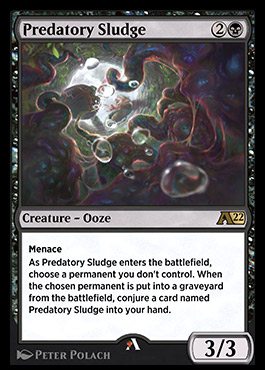 Predatory Sludge 2
Creature – Ooze A22
Menace
As Predatory Sludge enters the battlefield,
choose a permanent you don't control. When
the chosen permanent is put into a graveyard
from the battlefield, conjure a card named
Predatory Sludge into your hand.
Peter Polach
3/3